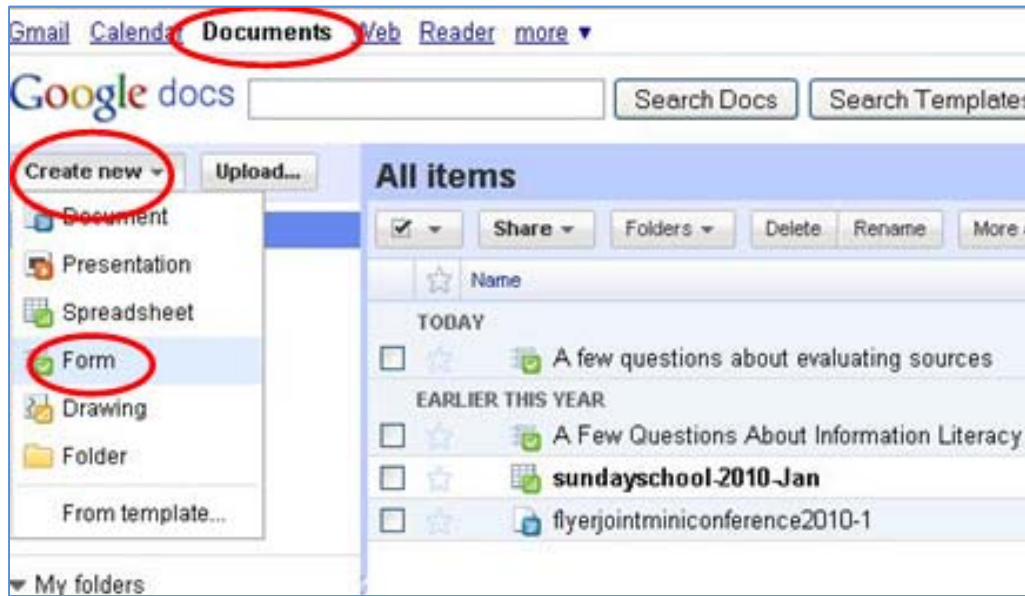 Gmail Calendar Documents Web Reader more ▼
Google docs Search Docs Search Templates
Create new Upload...
Document
Presentation
Spreadsheet
Form
Drawing
Folder
From template...
My folders
All items
Share Folders Delete Rename More
Name
TODAY
A few questions about evaluating sources
EARLIER THIS YEAR
A Few Questions About Information Literacy
sundayschool-2010-Jan
flyerjointminiconference2010-1